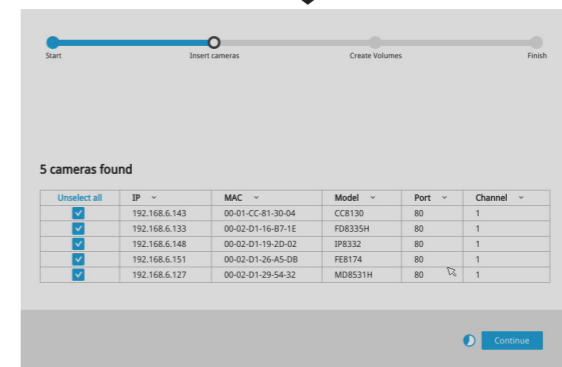 Start Insert cameras Create Volumes Finish
5 cameras found
Unselect all IP MAC Model Port Channel
192.168.6.143 00-01-CC-81-30-04 CC8130 80 1
192.168.6.133 00-02-D1-16-B7-1E FD8335H 80 1
192.168.6.148 00-02-D1-19-2D-02 IP8332 80 1
192.168.6.151 00-02-D1-26-A5-DB FE8174 80 1
192.168.6.127 00-02-D1-29-54-32 MD8531H 80 1
Continue